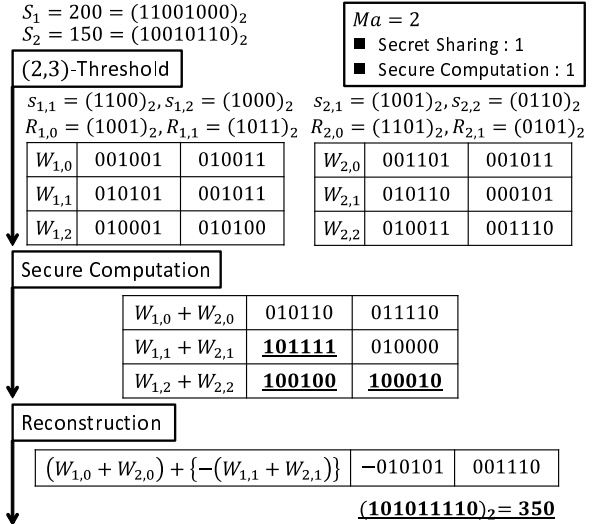 S₁ = 200 = (11001000)₂
S₂ = 150 = (10010110)₂
Ma = 2
■ Secret Sharing : 1
■ Secure Computation : 1
(2,3)-Threshold
s₁,₁ = (1100)₂, s₁,₂ = (1000)₂
R₁,₀ = (1001)₂, R₁,₁ = (1011)₂
W₁,₀ 001001 010011
W₁,₁ 010101 001011
W₁,₂ 010001 010100
s₂,₁ = (1001)₂, s₂,₂ = (0110)₂
R₂,₀ = (1101)₂, R₂,₁ = (0101)₂
W₂,₀ 001101 001011
W₂,₁ 010110 000101
W₂,₂ 010011 001110
Secure Computation
W₁,₀ + W₂,₀ 010110 011110
W₁,₁ + W₂,₁ 101111 010000
W₁,₂ + W₂,₂ 100100 100010
Reconstruction
(W₁,₀ + W₂,₀) + {−(W₁,₁ + W₂,₁)} −010101 001110
(101011110)₂ = 350